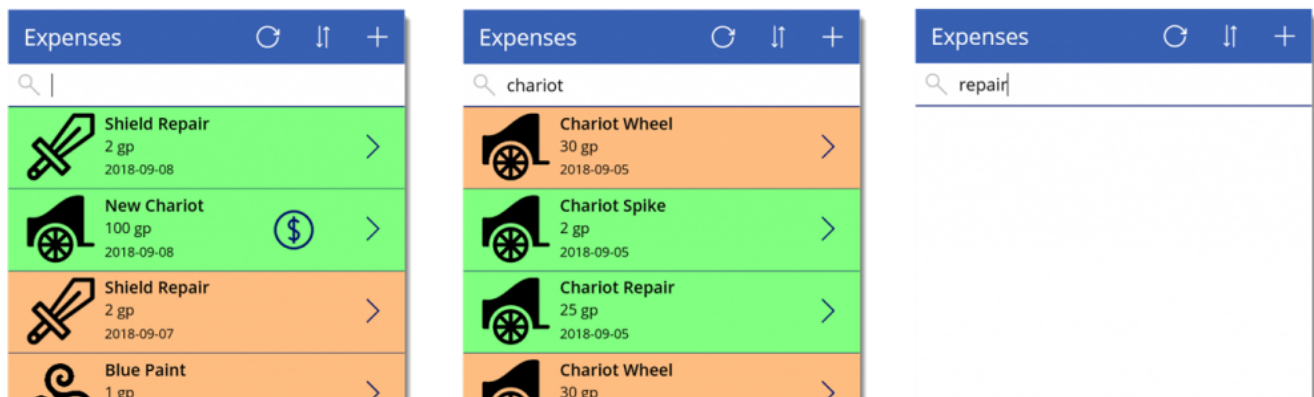 Expenses
Shield Repair
2 gp
2018-09-08
New Chariot
100 gp
$
2018-09-08
Shield Repair
2 gp
2018-09-07
Blue Paint
1 gp
Expenses
chariot
Chariot Wheel
30 gp
2018-09-05
Chariot Spike
2 gp
2018-09-05
Chariot Repair
25 gp
2018-09-05
Chariot Wheel
30 gp
Expenses
repair